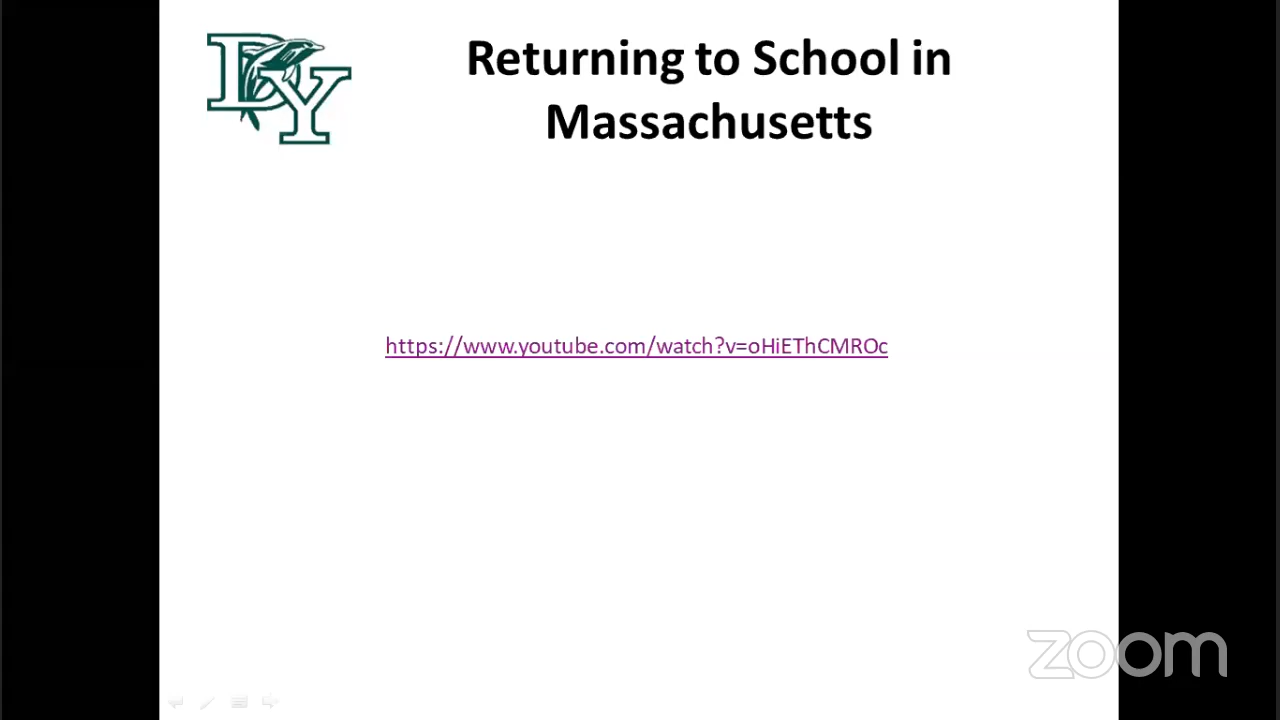 DY
Returning to School in
Massachusetts
https://www.youtube.com/watch?v=oHiEThCMROc
zoom